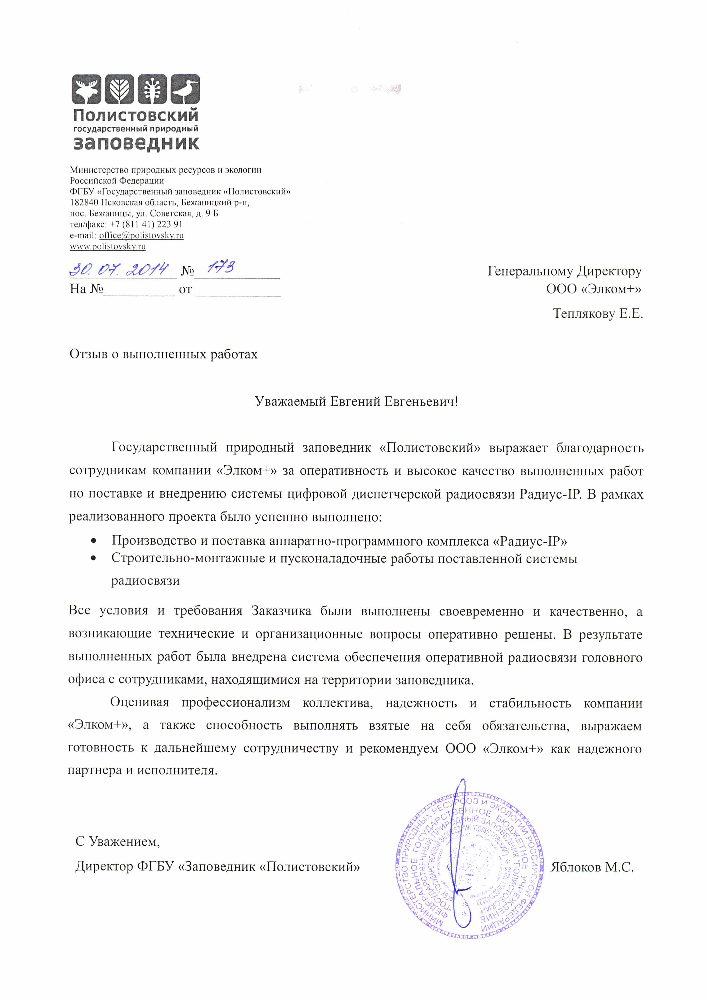 Полистовский
государственный природный
заповедник
Министерство природных ресурсов и экологии
Российской Федерации
ФГБУ «Государственный заповедник «Полистовский»
182840 Псковская область, Бежаницкий р-н,
пос. Бежаницы, ул. Советская, д. 9 Б
тел/факс: +7 (811 41) 223 91
e-mail: office@polistovsky.ru
www.polistovsky.ru
30.07.2014 № 173
На №____________ от ____________
Генеральному Директору
ООО «Элком+»
Теплякову Е.Е.
Отзыв о выполненных работах
Уважаемый Евгений Евгеньевич!
Государственный природный заповедник «Полистовский» выражает благодарность
сотрудникам компании «Элком+» за оперативность и высокое качество выполненных работ
по поставке и внедрению системы цифровой диспетчерской радиосвязи Радиус-IP. В рамках
реализованного проекта было успешно выполнено:
• Производство и поставка аппаратно-программного комплекса «Радиус-IP»
• Строительно-монтажные и пусконаладочные работы поставленной системы
радиосвязи
Все условия и требования Заказчика были выполнены своевременно и качественно, а
возникающие технические и организационные вопросы оперативно решены. В результате
выполненных работ была внедрена система обеспечения оперативной радиосвязи головного
офиса с сотрудниками, находящимися на территории заповедника.
Оценивая профессионализм коллектива, надежность и стабильность компании
«Элком+», а также способность выполнять взятые на себя обязательства, выражаем
готовность к дальнейшему сотрудничеству и рекомендуем ООО «Элком+» как надежного
партнера и исполнителя.
С Уважением,
Директор ФГБУ «Заповедник «Полистовский»
Яблоков М.С.
МИНИСТЕРСТВО ПРИРОДНЫХ РЕСУРСОВ И ЭКОЛОГИИ РОССИЙСКОЙ ФЕДЕРАЦИИ
ФЕДЕРАЛЬНОЕ ГОСУДАРСТВЕННОЕ БЮДЖЕТНОЕ УЧРЕЖДЕНИЕ
"ГОСУДАРСТВЕННЫЙ ПРИРОДНЫЙ ЗАПОВЕДНИК "ПОЛИСТОВСКИЙ"
(ФГБУ "ГОСУДАРСТВЕННЫЙ ЗАПОВЕДНИК "ПОЛИСТОВСКИЙ") * ОГРН